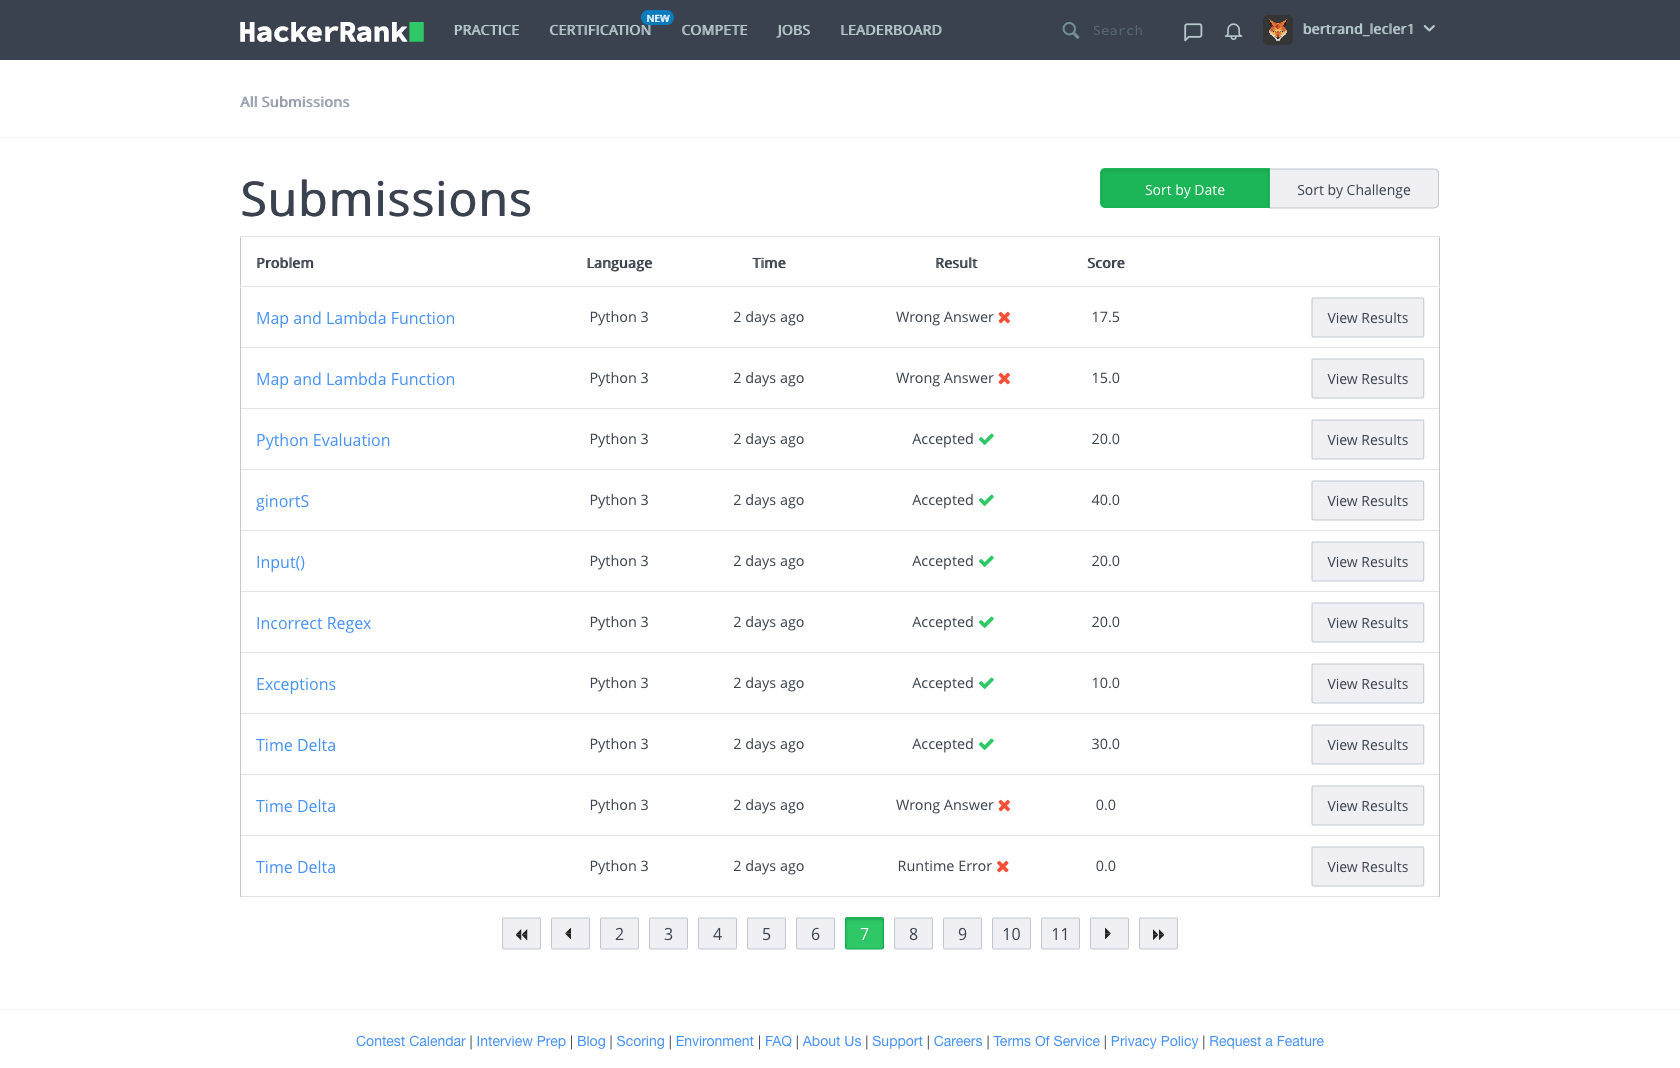 HackerRank PRACTICE CERTIFICATION NEW COMPETE JOBS LEADERBOARD Search bertrand_lecler1
All Submissions
Submissions
Sort by Date Sort by Challenge
Problem Language Time Result Score
Map and Lambda Function Python 3 2 days ago Wrong Answer 17.5 View Results
Map and Lambda Function Python 3 2 days ago Wrong Answer 15.0 View Results
Python Evaluation Python 3 2 days ago Accepted 20.0 View Results
ginortS Python 3 2 days ago Accepted 40.0 View Results
Input() Python 3 2 days ago Accepted 20.0 View Results
Incorrect Regex Python 3 2 days ago Accepted 20.0 View Results
Exceptions Python 3 2 days ago Accepted 10.0 View Results
Time Delta Python 3 2 days ago Accepted 30.0 View Results
Time Delta Python 3 2 days ago Wrong Answer 0.0 View Results
Time Delta Python 3 2 days ago Runtime Error 0.0 View Results
2 3 4 5 6 7 8 9 10 11
Contest Calendar | Interview Prep | Blog | Scoring | Environment | FAQ | About Us | Support | Careers | Terms Of Service | Privacy Policy | Request a Feature